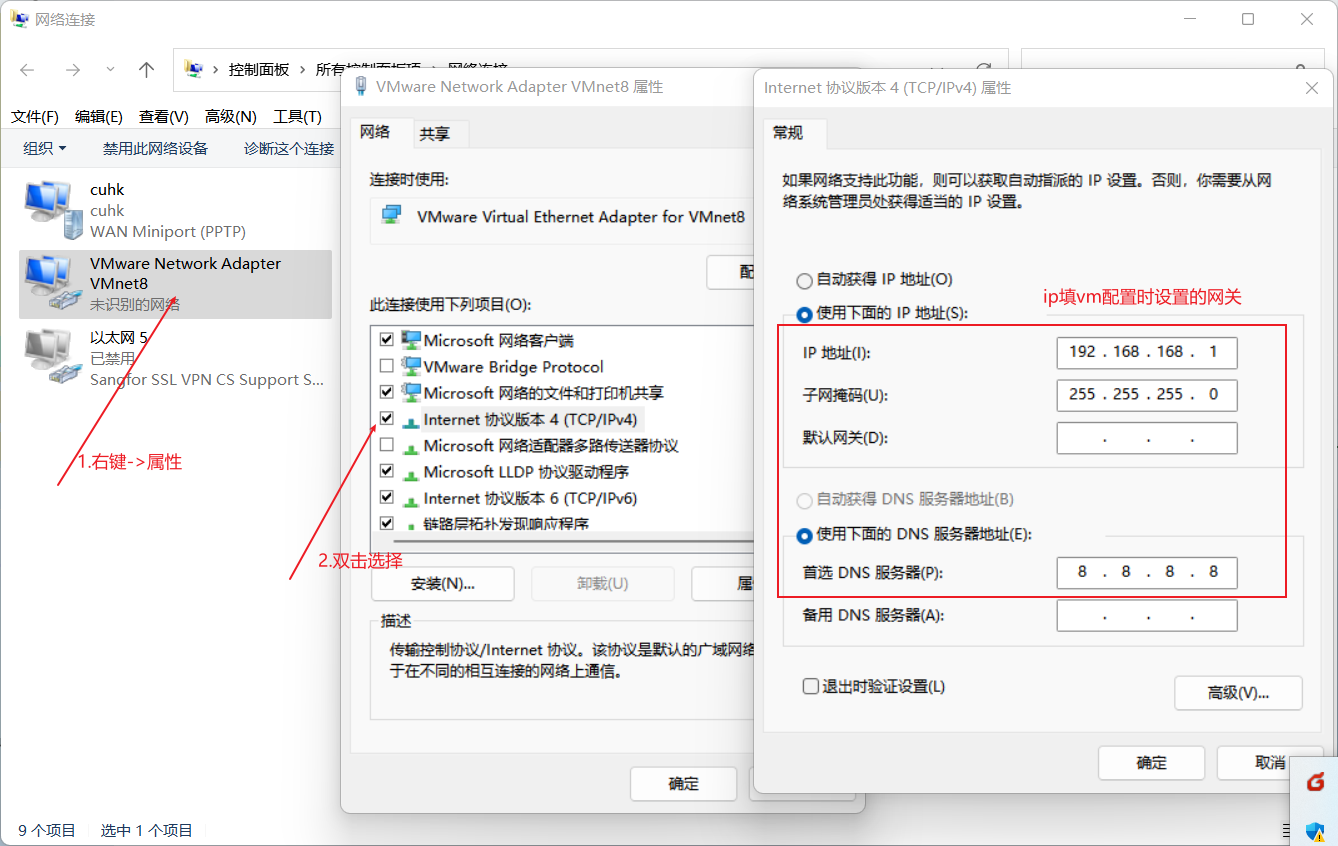 网络连接
控制面板
所有控制面板项
网络连接
文件(F) 编辑(E) 查看(V) 高级(N) 工具(T)
组织 禁用此网络设备 诊断这个连接
cuhk
cuhk
WAN Miniport (PPTP)
VMware Network Adapter
VMnet8
未识别的网络
以太网 5
已禁用
Sangfor SSL VPN CS Support S...
1.右键->属性
9 个项目 选中 1 个项目
VMware Network Adapter VMnet8 属性
网络 共享
连接时使用:
VMware Virtual Ethernet Adapter for VMnet8
此连接使用下列项目(O):
Microsoft 网络客户端
VMware Bridge Protocol
Microsoft 网络的文件和打印机共享
Internet 协议版本 4 (TCP/IPv4)
Microsoft 网络适配器多路传送器协议
Microsoft LLDP 协议驱动程序
Internet 协议版本 6 (TCP/IPv6)
链路层拓扑发现响应程序
2.双击选择
安装(N)... 卸载(U)
描述
传输控制协议/Internet 协议。该协议是默认的广域网络
于在不同的相互连接的网络上通信。
确定
Internet 协议版本 4 (TCP/IPv4) 属性
常规
如果网络支持此功能，则可以获取自动指派的 IP 设置。否则，你需要从网
络系统管理员处获得适当的 IP 设置。
自动获得 IP 地址(O)
ip填vm配置时设置的网关
使用下面的 IP 地址(S):
IP 地址(I): 192 . 168 . 168 . 1
子网掩码(U): 255 . 255 . 255 . 0
默认网关(D): . . .
自动获得 DNS 服务器地址(B)
使用下面的 DNS 服务器地址(E):
首选 DNS 服务器(P): 8 . 8 . 8 . 8
备用 DNS 服务器(A): . . .
退出时验证设置(L)
高级(V)...
确定 取消